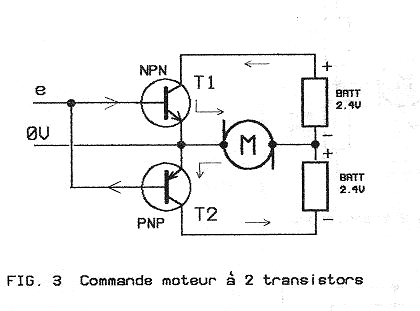 NPN
T1
+
e
BATT
2.4V
0V
M
-
+
BATT
2.4V
PNP
T2
-
FIG. 3 Commande moteur à 2 transistors